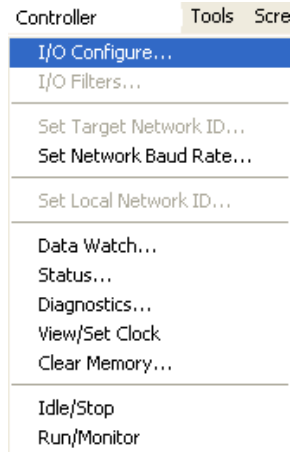 Controller Tools Scre
I/O Configure...
I/O Filters...
Set Target Network ID...
Set Network Baud Rate...
Set Local Network ID...
Data Watch...
Status...
Diagnostics...
View/Set Clock
Clear Memory...
Idle/Stop
Run/Monitor